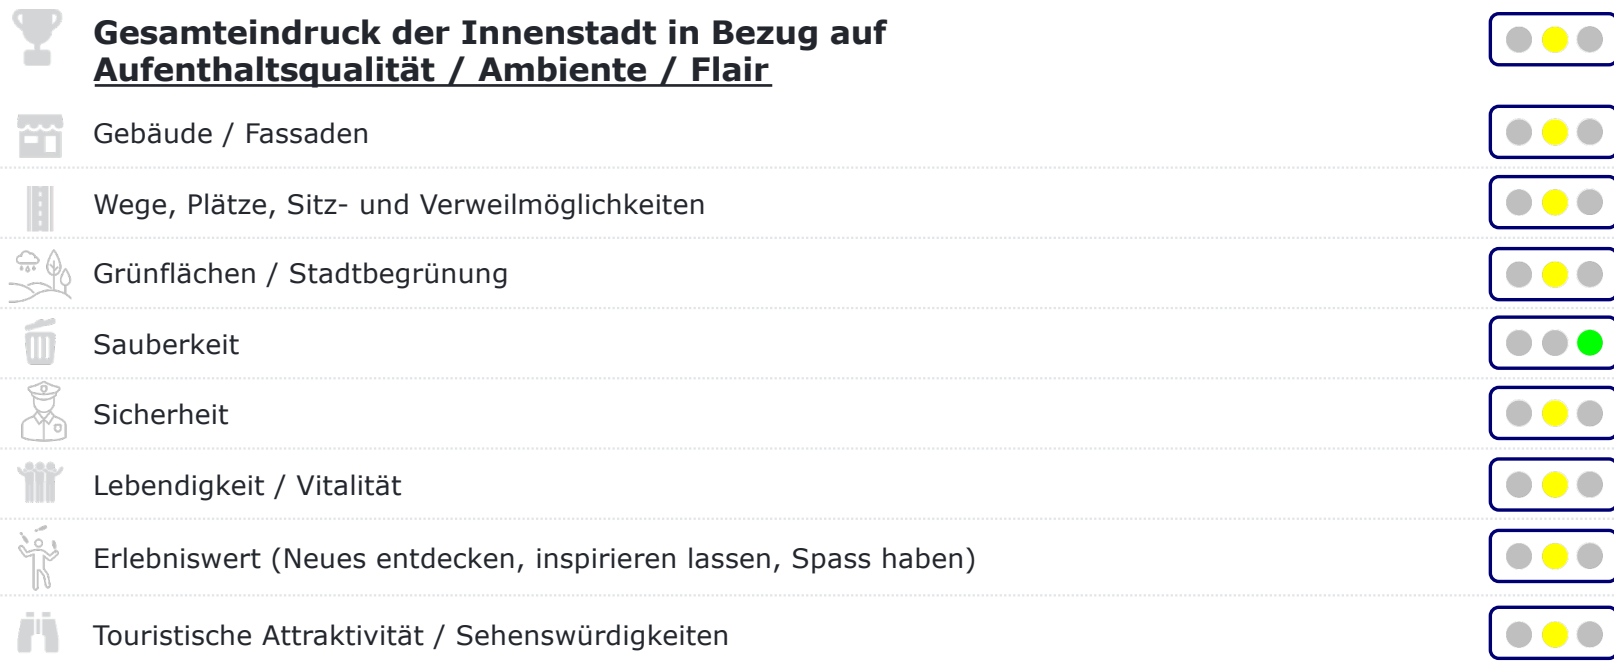 Gesamteindruck der Innenstadt in Bezug auf
Aufenthaltsqualität / Ambiente / Flair
Gebäude / Fassaden
Wege, Plätze, Sitz- und Verweilmöglichkeiten
Grünflächen / Stadtbegrünung
Sauberkeit
Sicherheit
Lebendigkeit / Vitalität
Erlebniswert (Neues entdecken, inspirieren lassen, Spass haben)
Touristische Attraktivität / Sehenswürdigkeiten